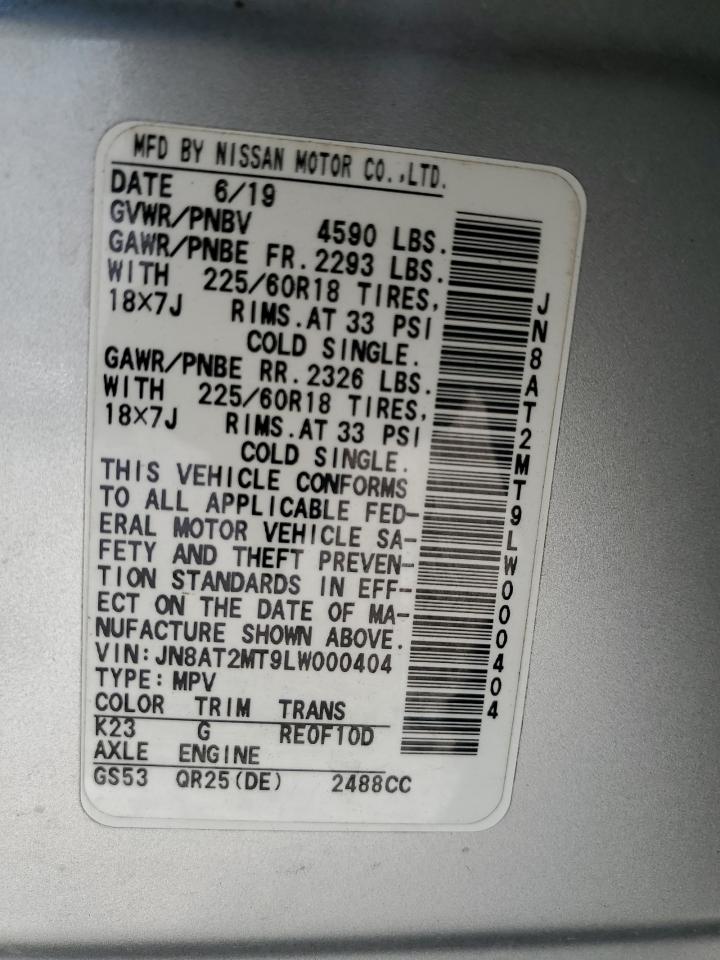 MFD BY NISSAN MOTOR CO.,LTD.
DATE 6/19
GVWR/PNBV 4590 LBS.
GAWR/PNBE FR. 2293 LBS.
WITH 225/60R18 TIRES,
18X7J RIMS.AT 33 PSI
COLD SINGLE.
GAWR/PNBE RR. 2326 LBS.
WITH 225/60R18 TIRES,
18X7J RIMS.AT 33 PSI
COLD SINGLE.
THIS VEHICLE CONFORMS
TO ALL APPLICABLE FED-
ERAL MOTOR VEHICLE SA-
FETY AND THEFT PREVEN-
TION STANDARDS IN EFF-
ECT ON THE DATE OF MA-
NUFACTURE SHOWN ABOVE.
VIN:JN8AT2MT9LW000404
TYPE:MPV
COLOR TRIM TRANS
K23 G RE0F10D
AXLE ENGINE
GS53 QR25(DE) 2488CC
JN8AT2MT9LW000404